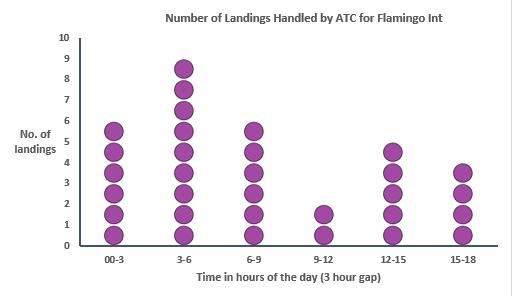 Number of Landings Handled by ATC for Flamingo Int
10
9
8
7
6
5
4
3
2
1
0
No. of
landings
00-3 3-6 6-9 9-12 12-15 15-18
Time in hours of the day (3 hour gap)